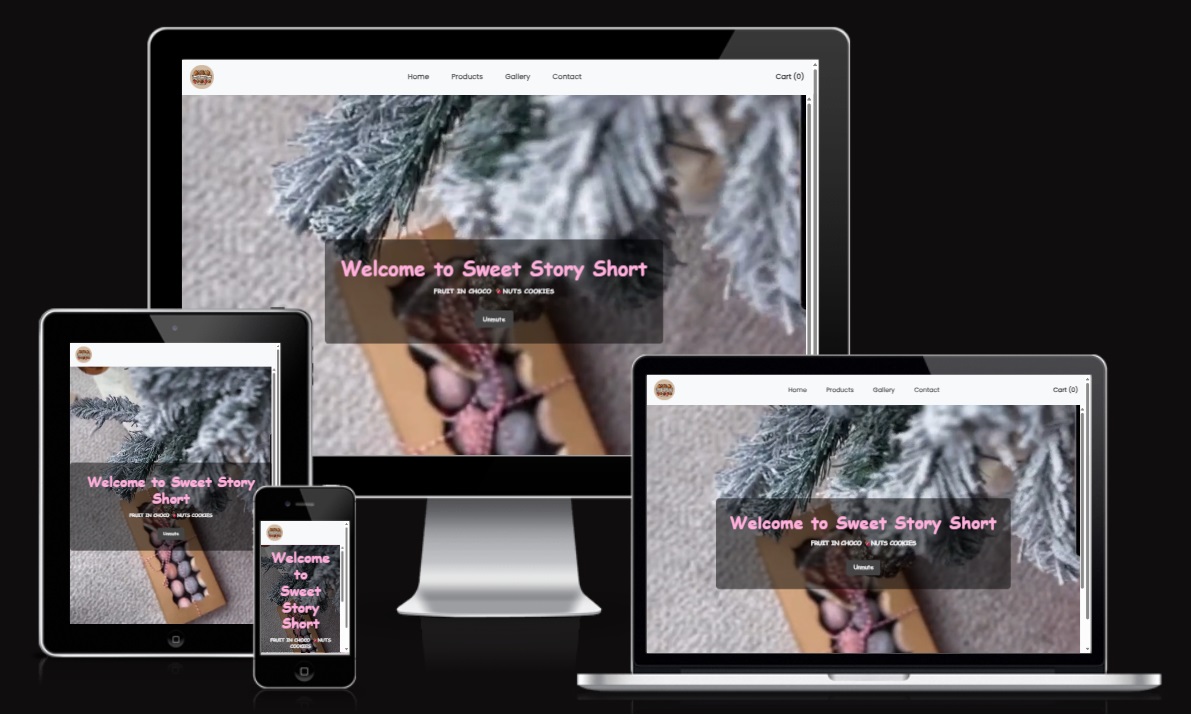 Home Products Gallery Contact Cart (0)
Welcome to Sweet Story Short
FRUIT IN CHOCO 🍓 NUTS COOKIES
Unmute
Welcome to Sweet Story
Short
FRUIT IN CHOCO 🍓 NUTS COOKIES
Unmute
Welcome
to
Sweet
Story
Short
FRUIT IN CHOCO 🍓 NUTS
COOKIES
Home Products Gallery Contact Cart (0)
Welcome to Sweet Story Short
FRUIT IN CHOCO 🍓 NUTS COOKIES
Unmute